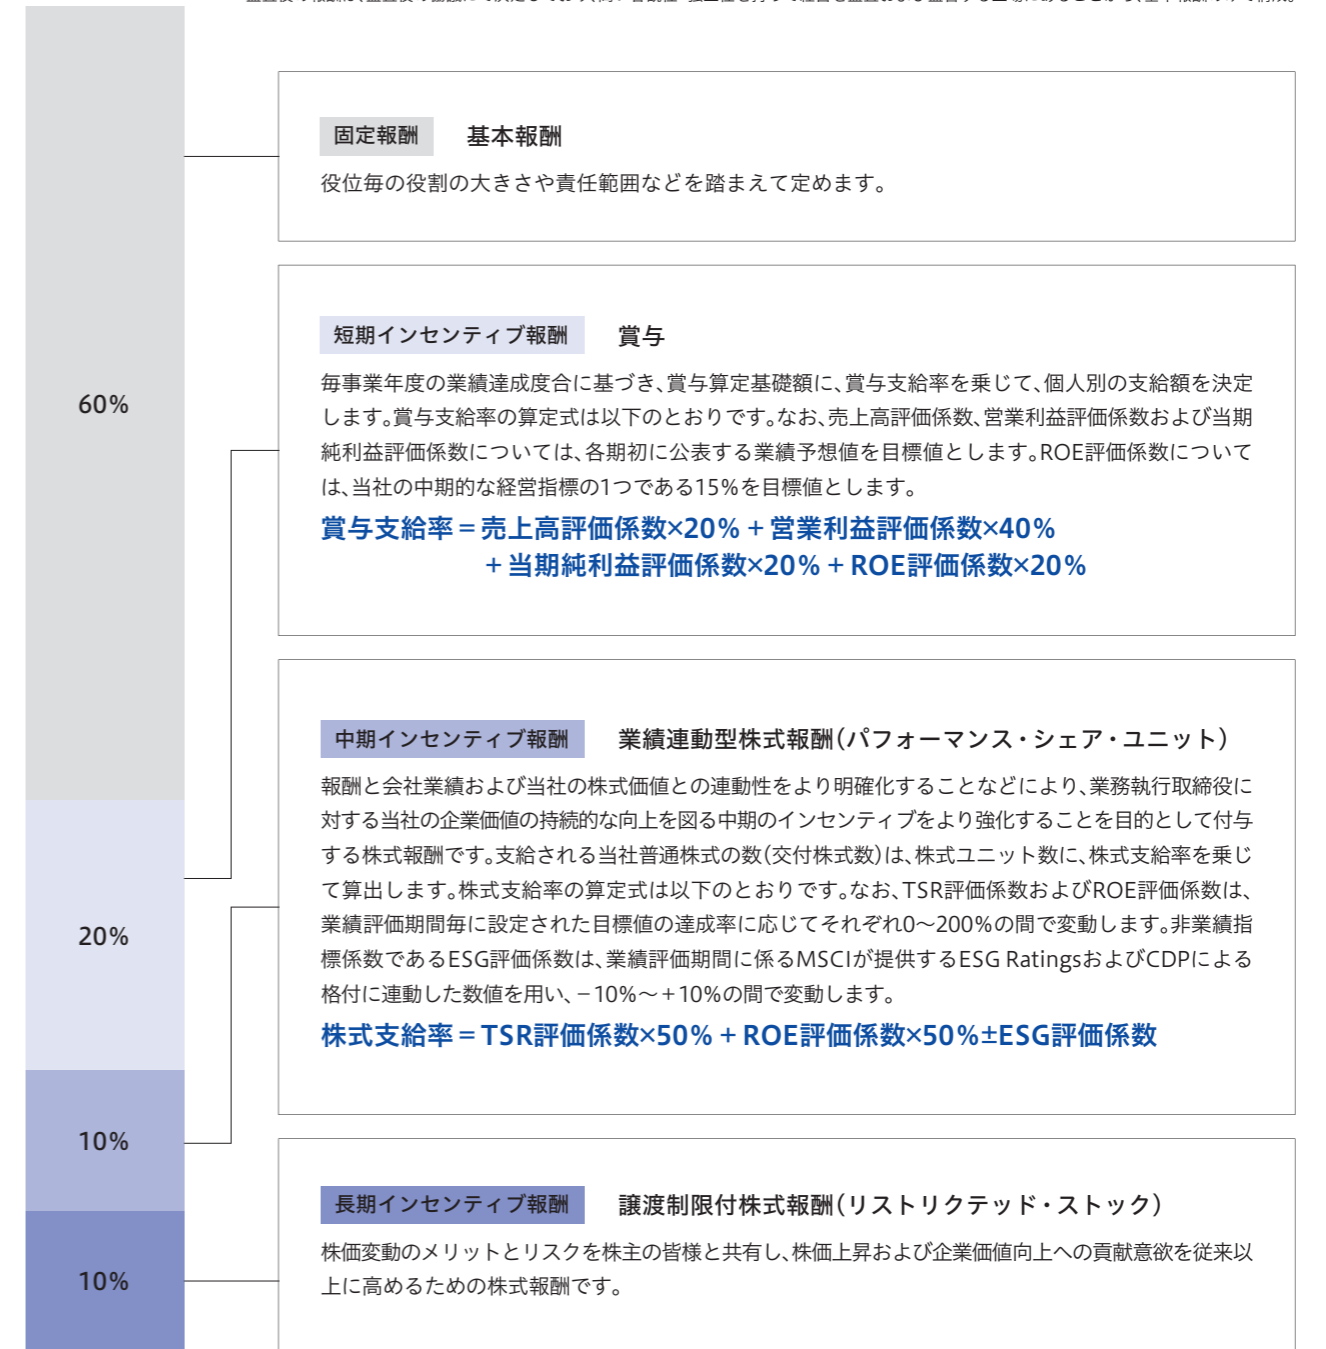 60%
20%
10%
10%
固定報酬 基本報酬
役位毎の役割の大きさや責任範囲などを踏まえて定めます。
短期インセンティブ報酬 賞与
毎事業年度の業績達成度合に基づき、賞与算定基礎額に、賞与支給率を乗じて、個人別の支給額を決定
します。賞与支給率の算定式は以下のとおりです。なお、売上高評価係数、営業利益評価係数および当期
純利益評価係数については、各期初に公表する業績予想値を目標値とします。ROE評価係数について
は、当社の中期的な経営指標の1つである15%を目標値とします。
賞与支給率＝売上高評価係数×20%＋営業利益評価係数×40%
＋当期純利益評価係数×20%＋ROE評価係数×20%
中期インセンティブ報酬 業績連動型株式報酬（パフォーマンス・シェア・ユニット）
報酬と会社業績および当社の株式価値との連動性をより明確化することなどにより、業務執行取締役に
対する当社の企業価値の持続的な向上を図る中期のインセンティブをより強化することを目的として付与
する株式報酬です。支給される当社普通株式の数（交付株式数）は、株式ユニット数に、株式支給率を乗じ
て算出します。株式支給率の算定式は以下のとおりです。なお、TSR評価係数およびROE評価係数は、
業績評価期間毎に設定された目標値の達成率に応じてそれぞれ0～200%の間で変動します。非業績指
標係数であるESG評価係数は、業績評価期間に係るMSCIが提供するESG RatingsおよびCDPによる
格付に連動した数値を用い、－10%～＋10%の間で変動します。
株式支給率＝TSR評価係数×50%＋ROE評価係数×50%±ESG評価係数
長期インセンティブ報酬 譲渡制限付株式報酬（リストリクテッド・ストック）
株価変動のメリットとリスクを株主の皆様と共有し、株価上昇および企業価値向上への貢献意欲を従来以
上に高めるための株式報酬です。